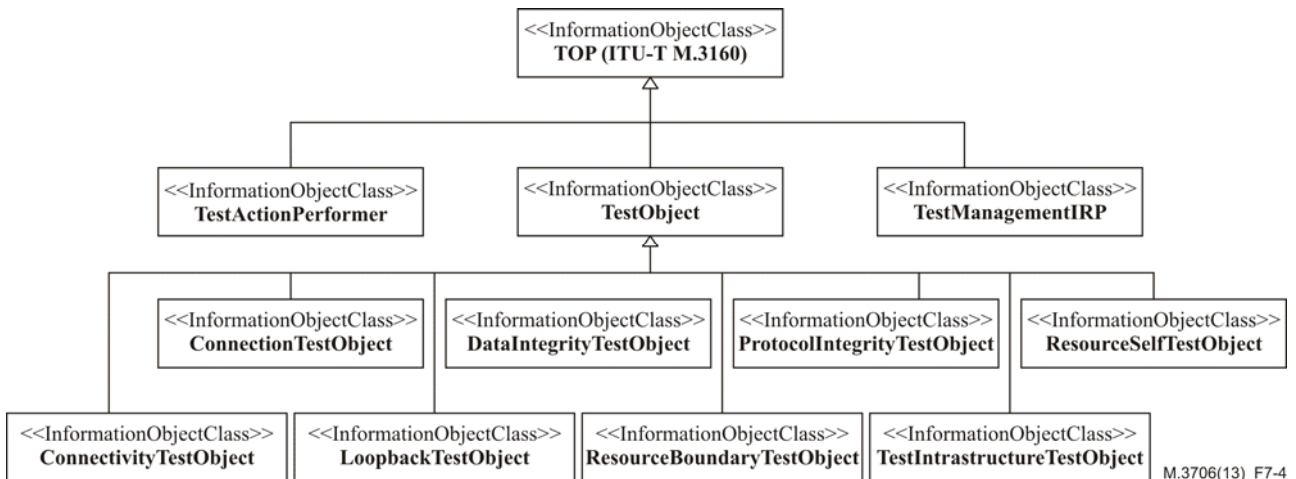 <<InformationObjectClass>>
TOP (ITU-T M.3160)
<<InformationObjectClass>>
TestActionPerformer
<<InformationObjectClass>>
TestObject
<<InformationObjectClass>>
TestManagementIRP
<<InformationObjectClass>>
ConnectionTestObject
<<InformationObjectClass>>
DataIntegrityTestObject
<<InformationObjectClass>>
ProtocolIntegrityTestObject
<<InformationObjectClass>>
ResourceSelfTestObject
<<InformationObjectClass>>
ConnectivityTestObject
<<InformationObjectClass>>
LoopbackTestObject
<<InformationObjectClass>>
ResourceBoundaryTestObject
<<InformationObjectClass>>
TestIntrastructureTestObject
M.3706(13)_F7-4